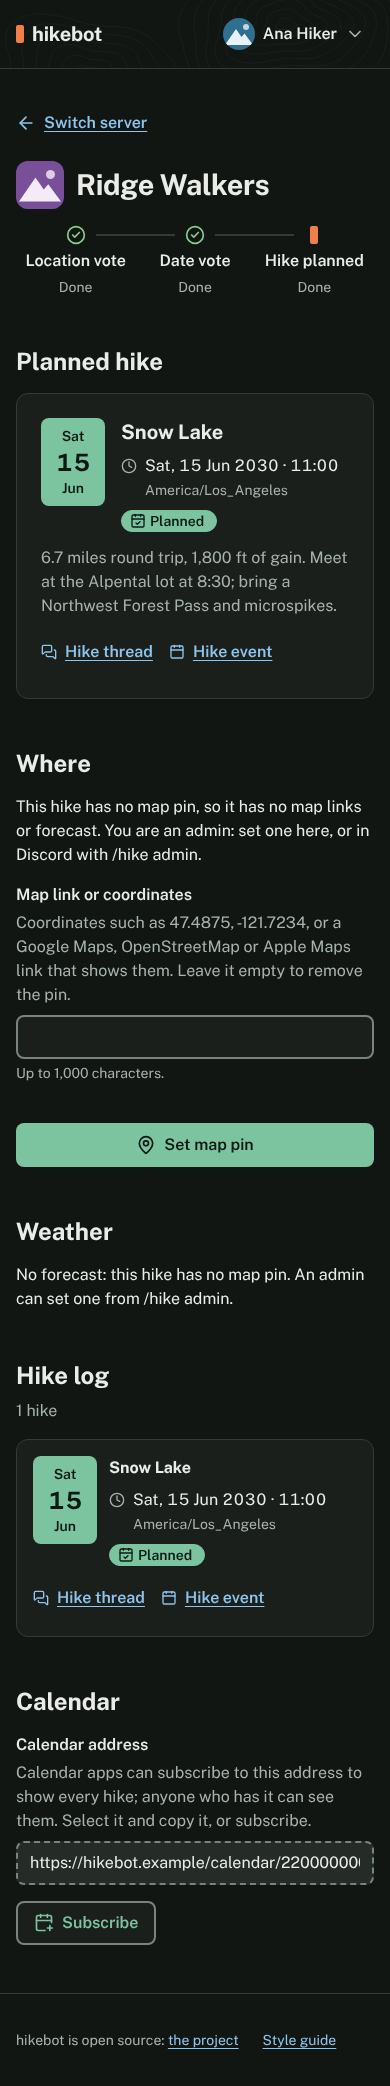 hikebot
Ana Hiker
Switch server
Ridge Walkers
Location vote
Done
Date vote
Done
Hike planned
Done
Planned hike
Sat
15
Jun
Snow Lake
Sat, 15 Jun 2030 · 11:00
America/Los_Angeles
Planned
6.7 miles round trip, 1,800 ft of gain. Meet
at the Alpental lot at 8:30; bring a
Northwest Forest Pass and microspikes.
Hike thread
Hike event
Where
This hike has no map pin, so it has no map links
or forecast. You are an admin: set one here, or in
Discord with /hike admin.
Map link or coordinates
Coordinates such as 47.4875, -121.7234, or a
Google Maps, OpenStreetMap or Apple Maps
link that shows them. Leave it empty to remove
the pin.
Up to 1,000 characters.
Set map pin
Weather
No forecast: this hike has no map pin. An admin
can set one from /hike admin.
Hike log
1 hike
Sat
15
Jun
Snow Lake
Sat, 15 Jun 2030 · 11:00
America/Los_Angeles
Planned
Hike thread
Hike event
Calendar
Calendar address
Calendar apps can subscribe to this address to
show every hike; anyone who has it can see
them. Select it and copy it, or subscribe.
https://hikebot.example/calendar/22000000
Subscribe
hikebot is open source: the project
Style guide